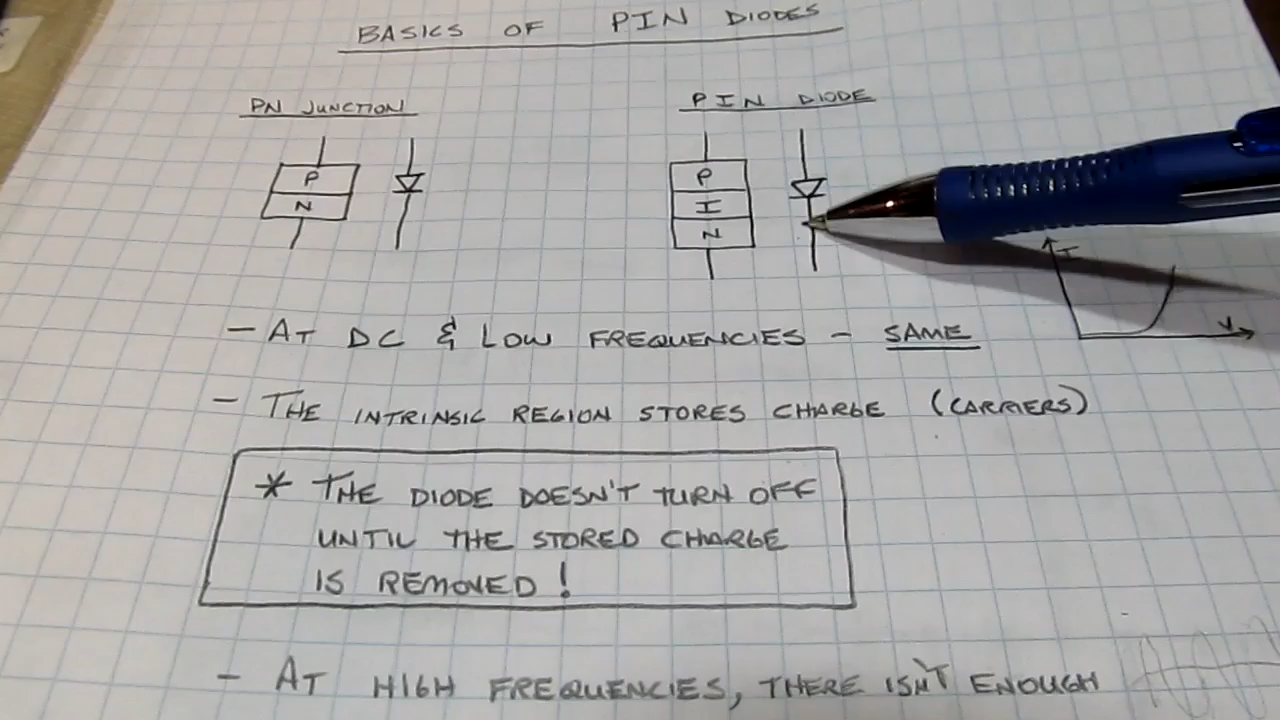 BASICS OF PIN DIODES
PN JUNCTION
PIN DIODE
P
N
P
I
N
I
V
- AT DC & LOW FREQUENCIES - SAME
- THE INTRINSIC REGION STORES CHARGE (CARRIERS)
* THE DIODE DOESN'T TURN OFF
UNTIL THE STORED CHARGE
IS REMOVED!
- AT HIGH FREQUENCIES, THERE ISN'T ENOUGH